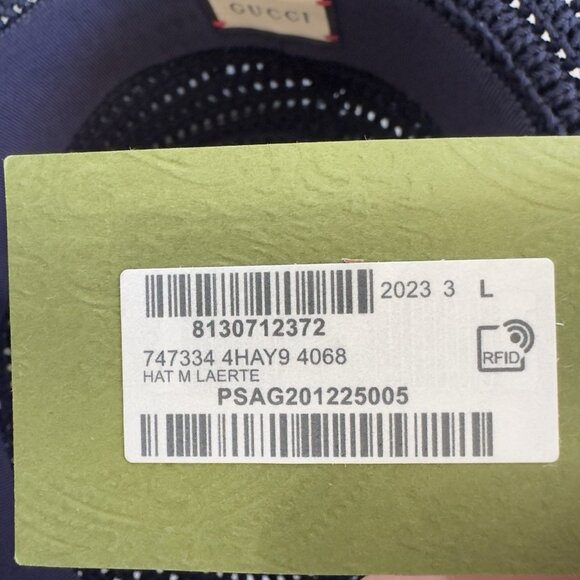 GUCCI
2023 3 L
8130712372
747334 4HAY9 4068
HAT M LAERTE
RFID
PSAG201225005